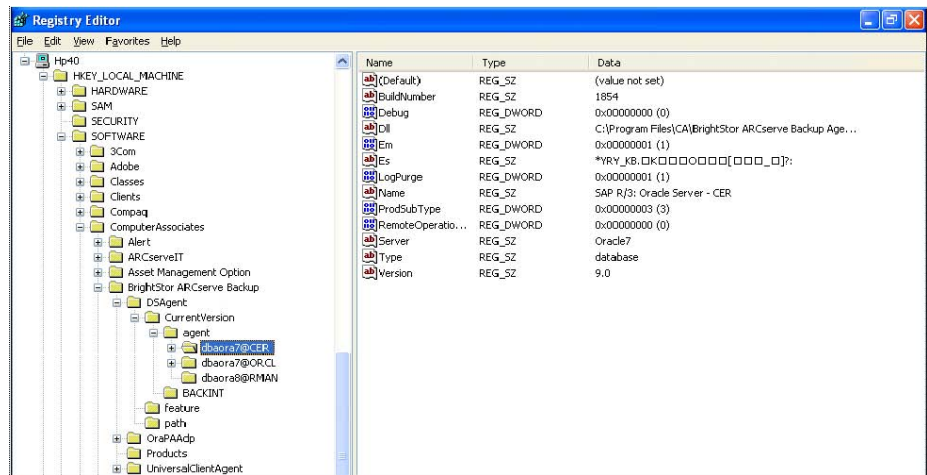 Registry Editor
File Edit View Favorites Help
Hp40
HKEY_LOCAL_MACHINE
HARDWARE
SAM
SECURITY
SOFTWARE
3Com
Adobe
Classes
Clients
Compaq
ComputerAssociates
Alert
ARCserveIT
Asset Management Option
BrightStor ARCserve Backup
DSAgent
CurrentVersion
agent
dbaora7@CER
dbaora7@ORCL
dbaora8@RMAN
BACKINT
feature
path
OraPAAdp
Products
UniversalClientAgent
Name Type Data
(Default) REG_SZ (value not set)
BuildNumber REG_SZ 1854
Debug REG_DWORD 0x00000000 (0)
Dll REG_SZ C:\Program Files\CA\BrightStor ARCserve Backup Age...
Em REG_DWORD 0x00000001 (1)
Es REG_SZ *YRY_KB.□K□□□O□□□[□□□_□]?:
LogPurge REG_DWORD 0x00000001 (1)
Name REG_SZ SAP R/3: Oracle Server - CER
ProdSubType REG_DWORD 0x00000003 (3)
RemoteOperatio... REG_DWORD 0x00000000 (0)
Server REG_SZ Oracle7
Type REG_SZ database
Version REG_SZ 9.0